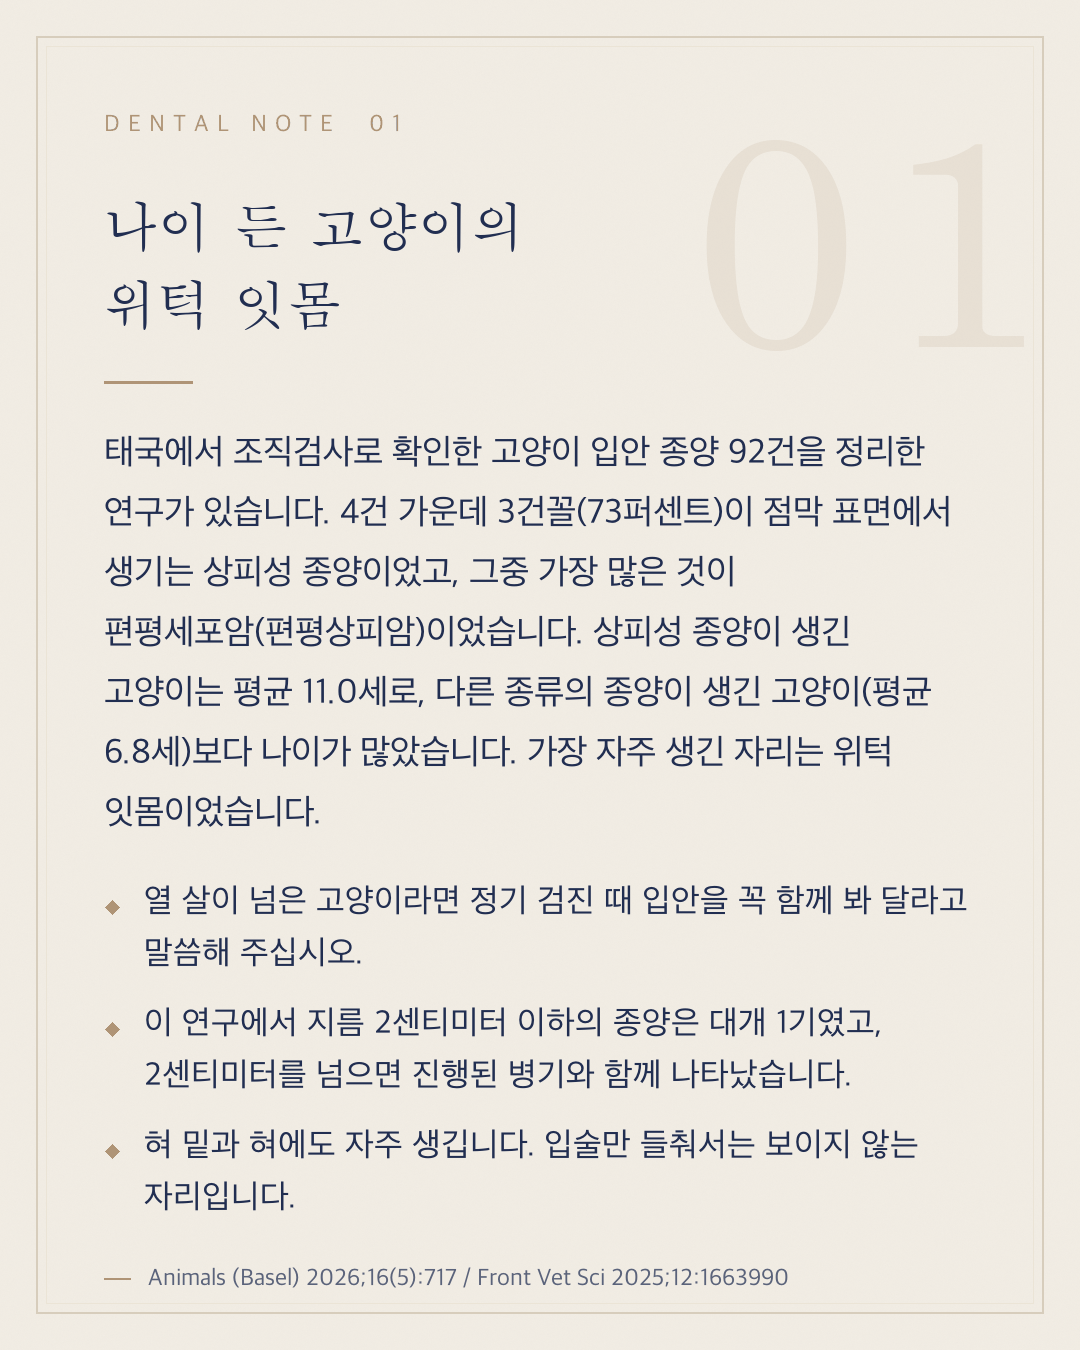 DENTAL NOTE 01
01
나이 든 고양이의
위턱 잇몸
태국에서 조직검사로 확인한 고양이 입안 종양 92건을 정리한
연구가 있습니다. 4건 가운데 3건꼴(73퍼센트)이 점막 표면에서
생기는 상피성 종양이었고, 그중 가장 많은 것이
편평세포암(편평상피암)이었습니다. 상피성 종양이 생긴
고양이는 평균 11.0세로, 다른 종류의 종양이 생긴 고양이(평균
6.8세)보다 나이가 많았습니다. 가장 자주 생긴 자리는 위턱
잇몸이었습니다.
◆ 열 살이 넘은 고양이라면 정기 검진 때 입안을 꼭 함께 봐 달라고
말씀해 주십시오.
◆ 이 연구에서 지름 2센티미터 이하의 종양은 대개 1기였고,
2센티미터를 넘으면 진행된 병기와 함께 나타났습니다.
◆ 혀 밑과 혀에도 자주 생깁니다. 입술만 들춰서는 보이지 않는
자리입니다.
— Animals (Basel) 2026;16(5):717 / Front Vet Sci 2025;12:1663990